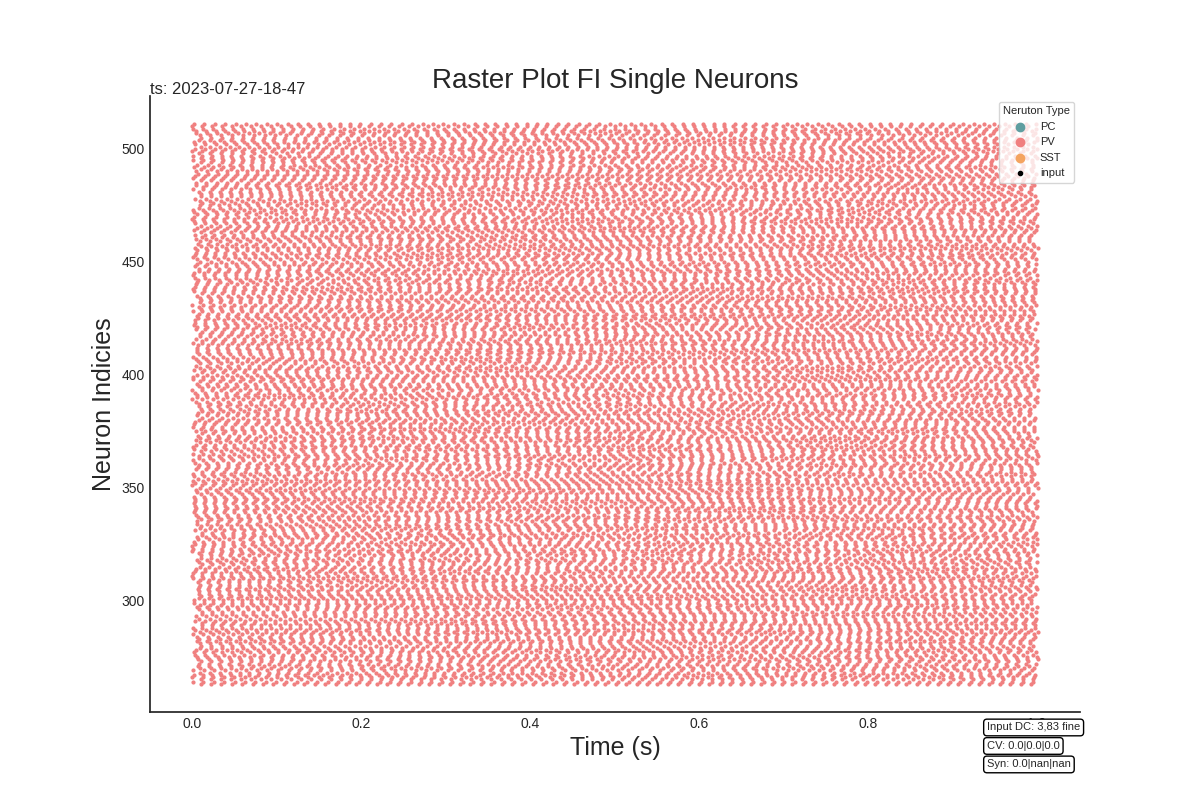 Raster Plot FI Single Neurons
ts: 2023-07-27-18-47
Neruton Type
PC
PV
SST
input
Neuron Indicies
500
450
400
350
300
0.0
0.2
0.4
0.6
0.8
Time (s)
Input DC: 3,83 fine
CV: 0.0|0.0|0.0
Syn: 0.0|nan|nan